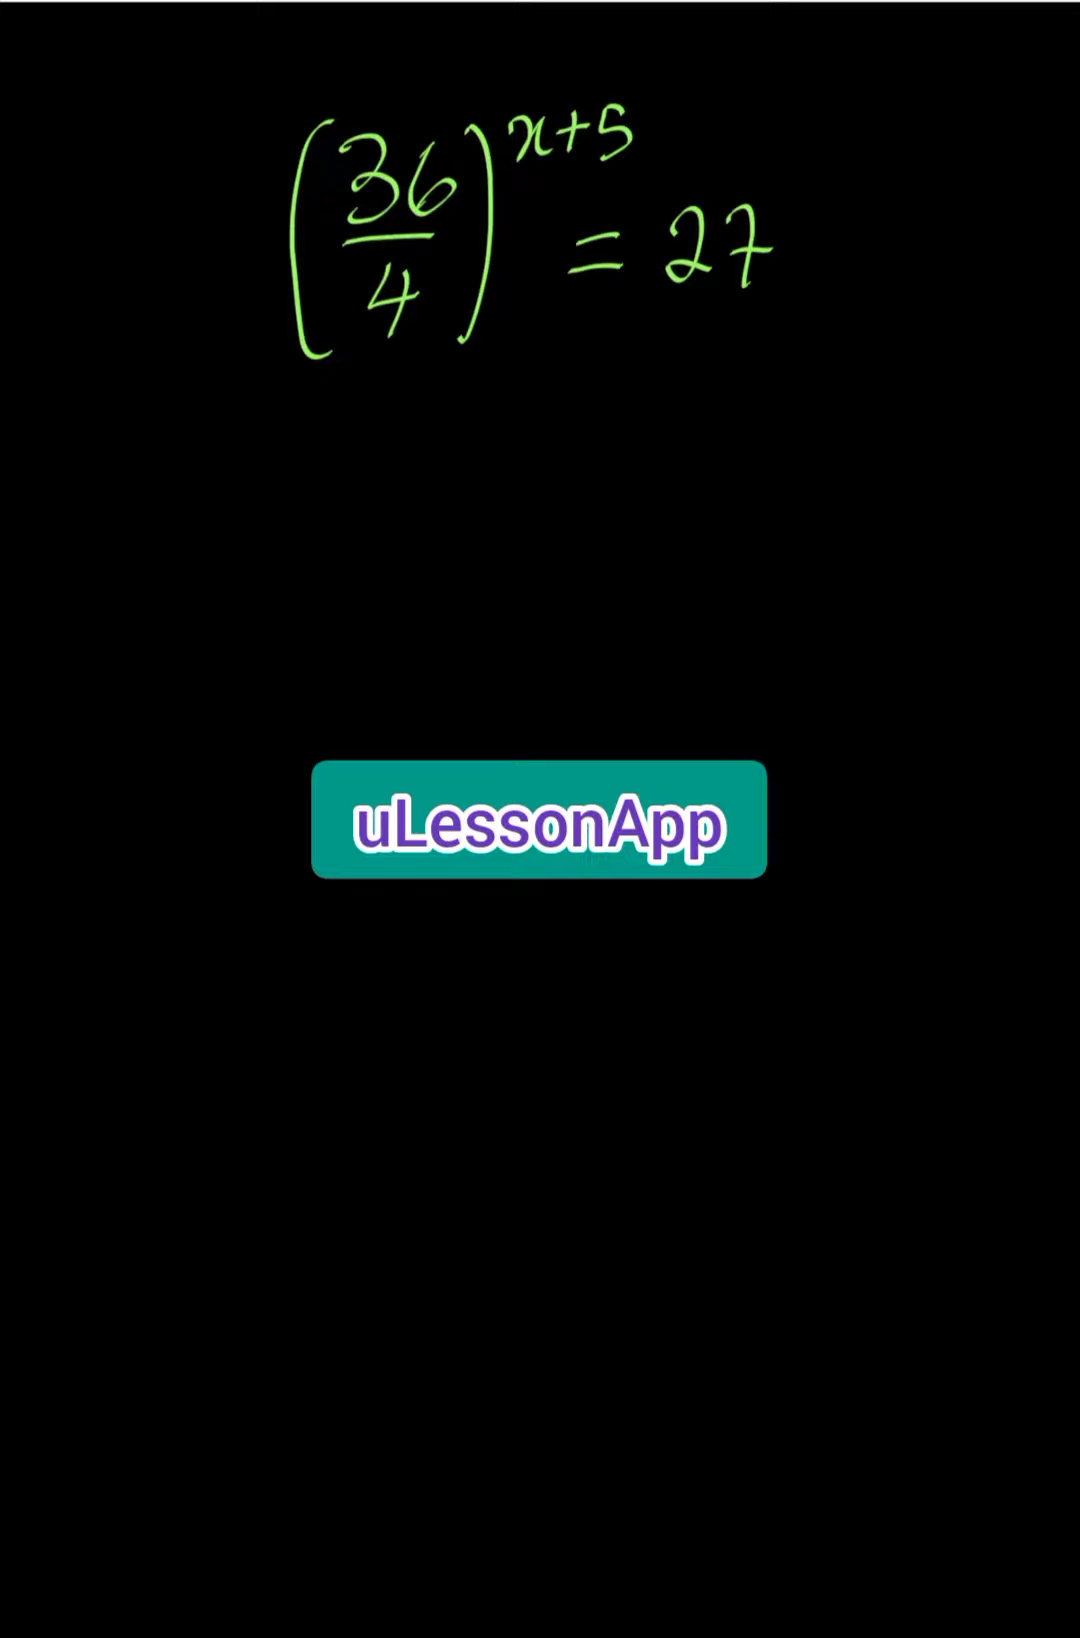 (36/4)^{x+5} = 27
uLessonApp